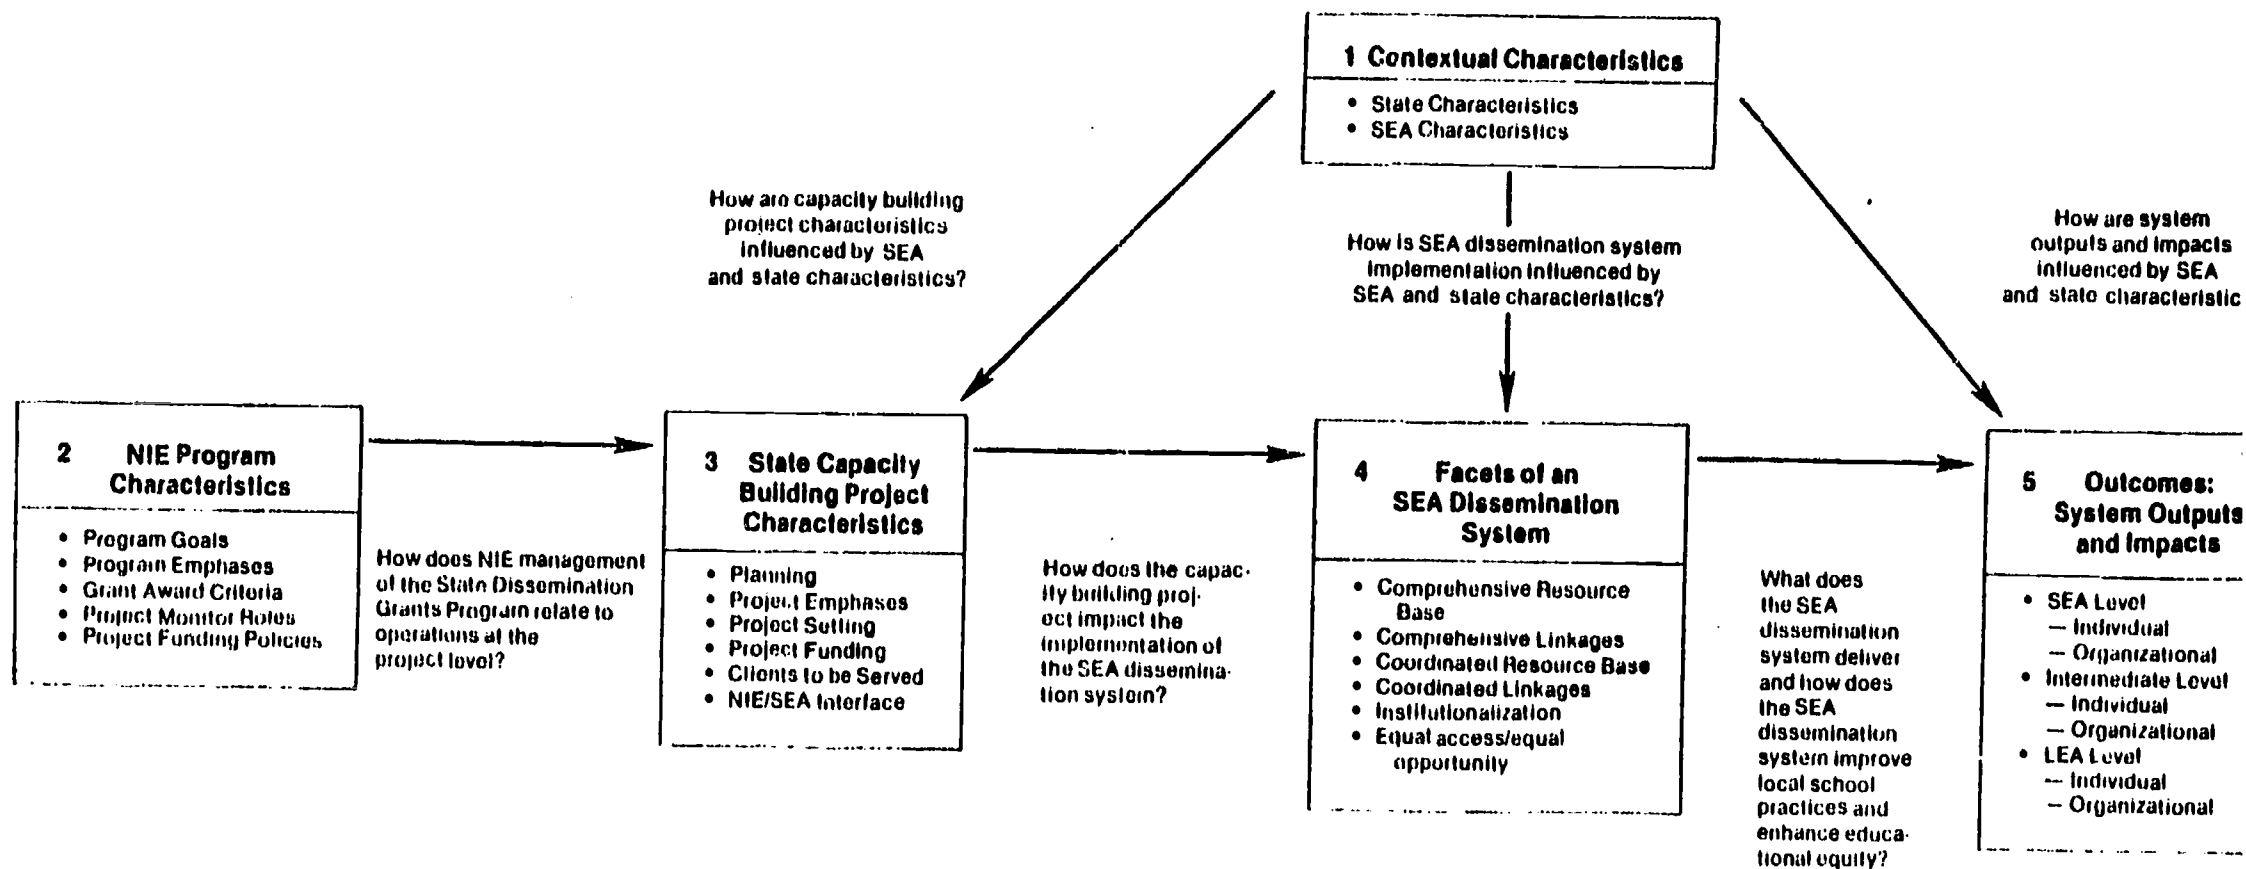 1 Contextual Characteristics
• State Characteristics
• SEA Characteristics
How are capacity building
project characteristics
influenced by SEA
and state characteristics?
How is SEA dissemination system
implementation influenced by
SEA and state characteristics?
How are system
outputs and impacts
influenced by SEA
and state characteristic
2 NIE Program
Characteristics
• Program Goals
• Program Emphases
• Grant Award Criteria
• Project Monitor Roles
• Project Funding Policies
How does NIE management
of the State Dissemination
Grants Program relate to
operations at the
project level?
3 State Capacity
Building Project
Characteristics
• Planning
• Project Emphases
• Project Setting
• Project Funding
• Clients to be Served
• NIE/SEA Interface
How does the capac-
ity building proj-
ect impact the
implementation of
the SEA dissemina-
tion system?
4 Facets of an
SEA Dissemination
System
• Comprehensive Resource
Base
• Comprehensive Linkages
• Coordinated Resource Base
• Coordinated Linkages
• Institutionalization
• Equal access/equal
opportunity
What does
the SEA
dissemination
system deliver
and how does
the SEA
dissemination
system improve
local school
practices and
enhance educa-
tional equity?
5 Outcomes:
System Outputs
and Impacts
• SEA Level
— Individual
— Organizational
• Intermediate Level
— Individual
— Organizational
• LEA Level
— Individual
— Organizational